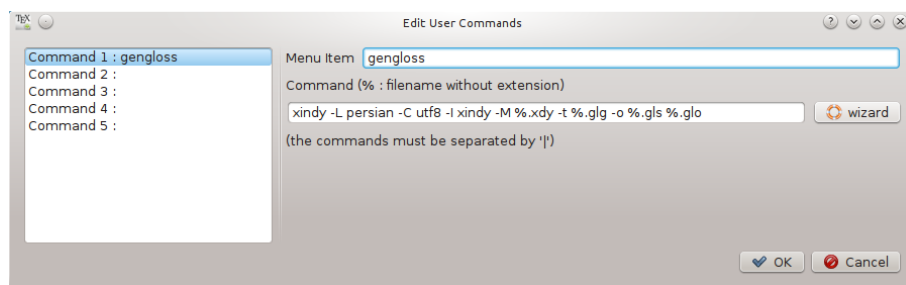 TEX
Edit User Commands
Command 1 : gengloss
Command 2 :
Command 3 :
Command 4 :
Command 5 :
Menu Item gengloss
Command (% : filename without extension)
xindy -L persian -C utf8 -I xindy -M %.xdy -t %.glg -o %.gls %.glo
wizard
(the commands must be separated by '|')
OK
Cancel